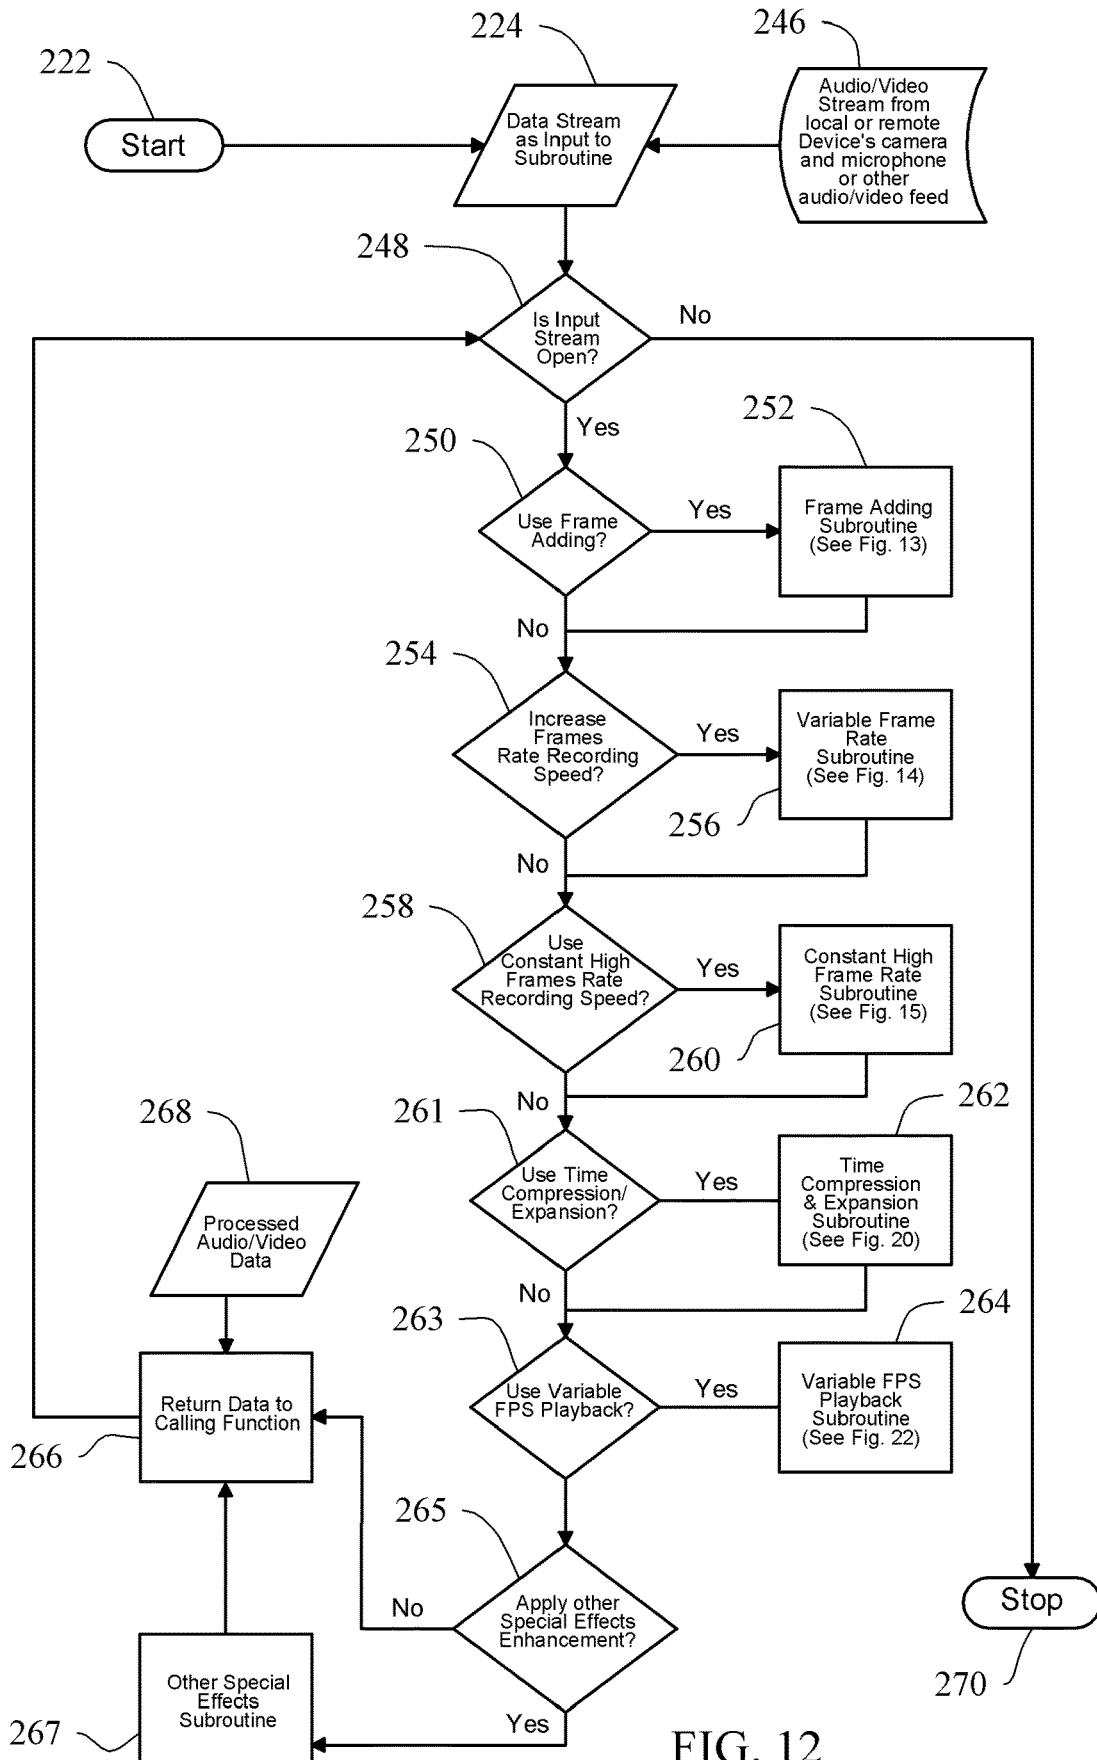 222
224
246
Start
Data Stream
as Input to
Subroutine
Audio/Video
Stream from
local or remote
Device's camera
and microphone
or other
audio/video feed
248
Is Input
Stream
Open?
No
Yes
250
252
Use Frame
Adding?
Yes
Frame Adding
Subroutine
(See Fig. 13)
No
254
Increase
Frames
Rate Recording
Speed?
Yes
Variable Frame
Rate
Subroutine
(See Fig. 14)
256
No
258
Use
Constant High
Frames Rate
Recording Speed?
Yes
Constant High
Frame Rate
Subroutine
(See Fig. 15)
260
No
261
262
Use Time
Compression/
Expansion?
Yes
Time
Compression
& Expansion
Subroutine
(See Fig. 20)
No
268
Processed
Audio/Video
Data
263
264
Use Variable
FPS Playback?
Yes
Variable FPS
Playback
Subroutine
(See Fig. 22)
Return Data to
Calling Function
266
265
Apply other
Special Effects
Enhancement?
No
Yes
Other Special
Effects
Subroutine
267
Stop
270
FIG. 12